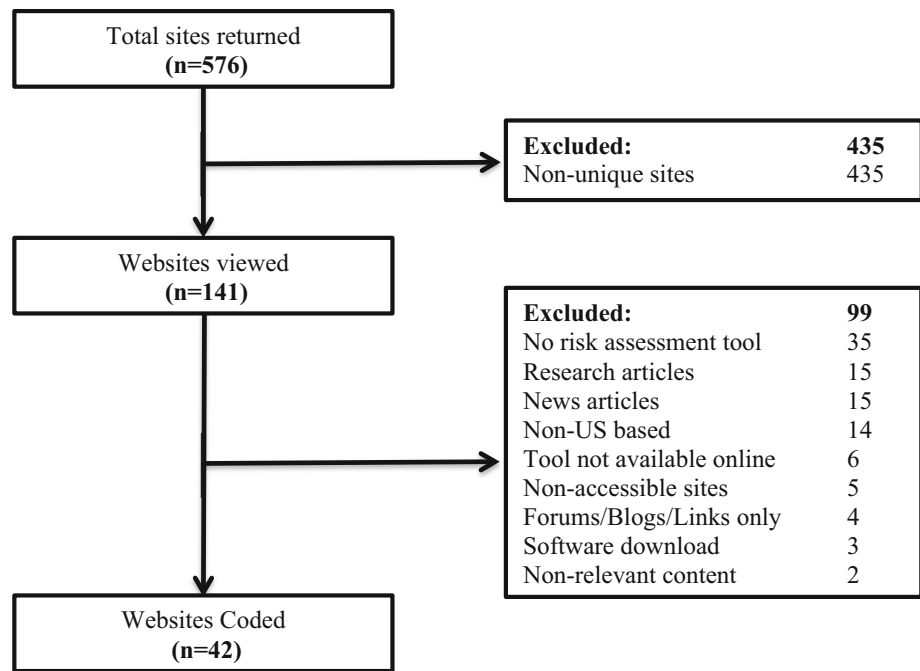 Total sites returned
(n=576)
Excluded: 435
Non-unique sites 435
Websites viewed
(n=141)
Excluded: 99
No risk assessment tool 35
Research articles 15
News articles 15
Non-US based 14
Tool not available online 6
Non-accessible sites 5
Forums/Blogs/Links only 4
Software download 3
Non-relevant content 2
Websites Coded
(n=42)